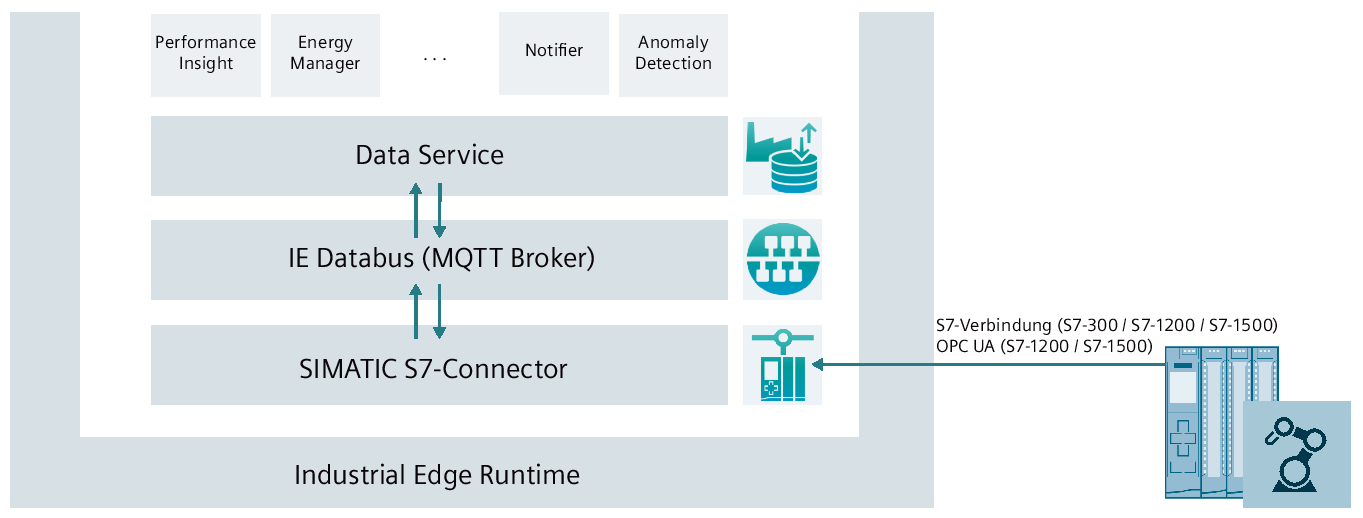 Performance
Insight
Energy
Manager
...
Notifier
Anomaly
Detection
Data Service
IE Databus (MQTT Broker)
S7-Verbindung (S7-300 / S7-1200 / S7-1500)
OPC UA (S7-1200 / S7-1500)
SIMATIC S7-Connector
Industrial Edge Runtime